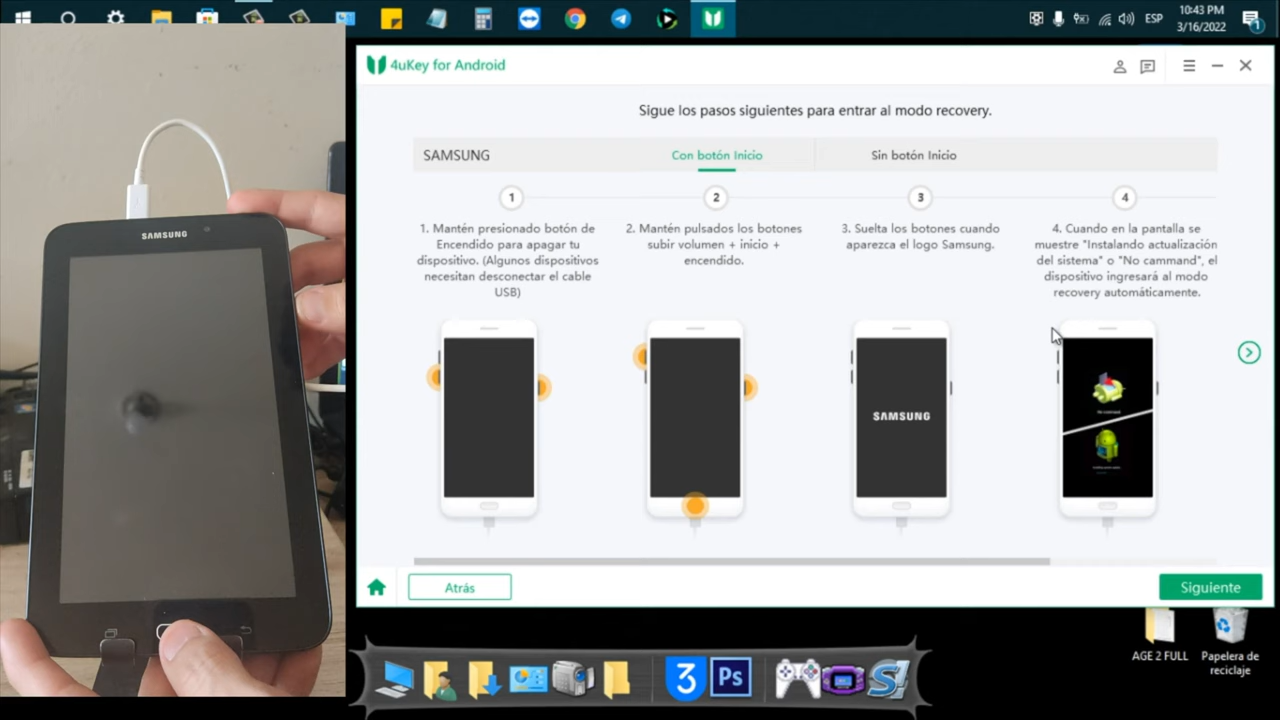 10:43 PM
ESP
3/16/2022
1
4uKey for Android
Sigue los pasos siguientes para entrar al modo recovery.
SAMSUNG
Con botón Inicio
Sin botón Inicio
1
2
3
4
1. Mantén presionado botón de
Encendido para apagar tu
dispositivo. (Algunos dispositivos
necesitan desconectar el cable
USB)
2. Mantén pulsados los botones
subir volumen + inicio +
encendido.
3. Suelta los botones cuando
aparezca el logo Samsung.
4. Cuando en la pantalla se
muestre "Instalando actualización
del sistema" o "No cammand", el
dispositivo ingresará al modo
recovery automáticamente.
SAMSUNG
SAMSUNG
Atrás
Siguiente
AGE 2 FULL
Papelera de
reciclaje
3
Ps
S!